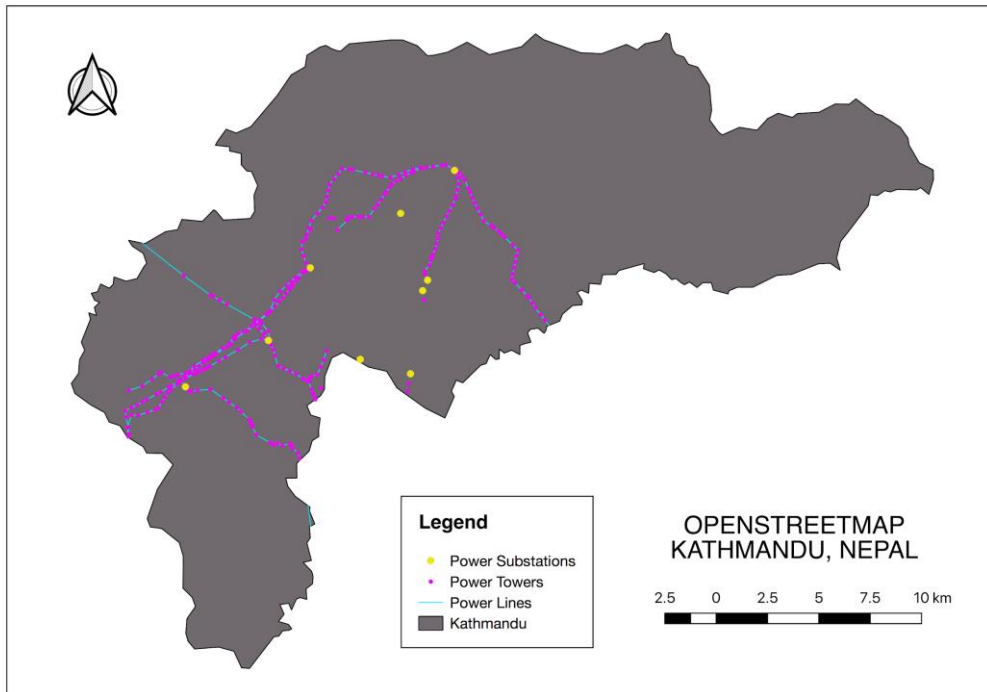 Legend
Power Substations
Power Towers
Power Lines
Kathmandu
OPENSTREETMAP
KATHMANDU, NEPAL
2.5 0 2.5 5 7.5 10 km